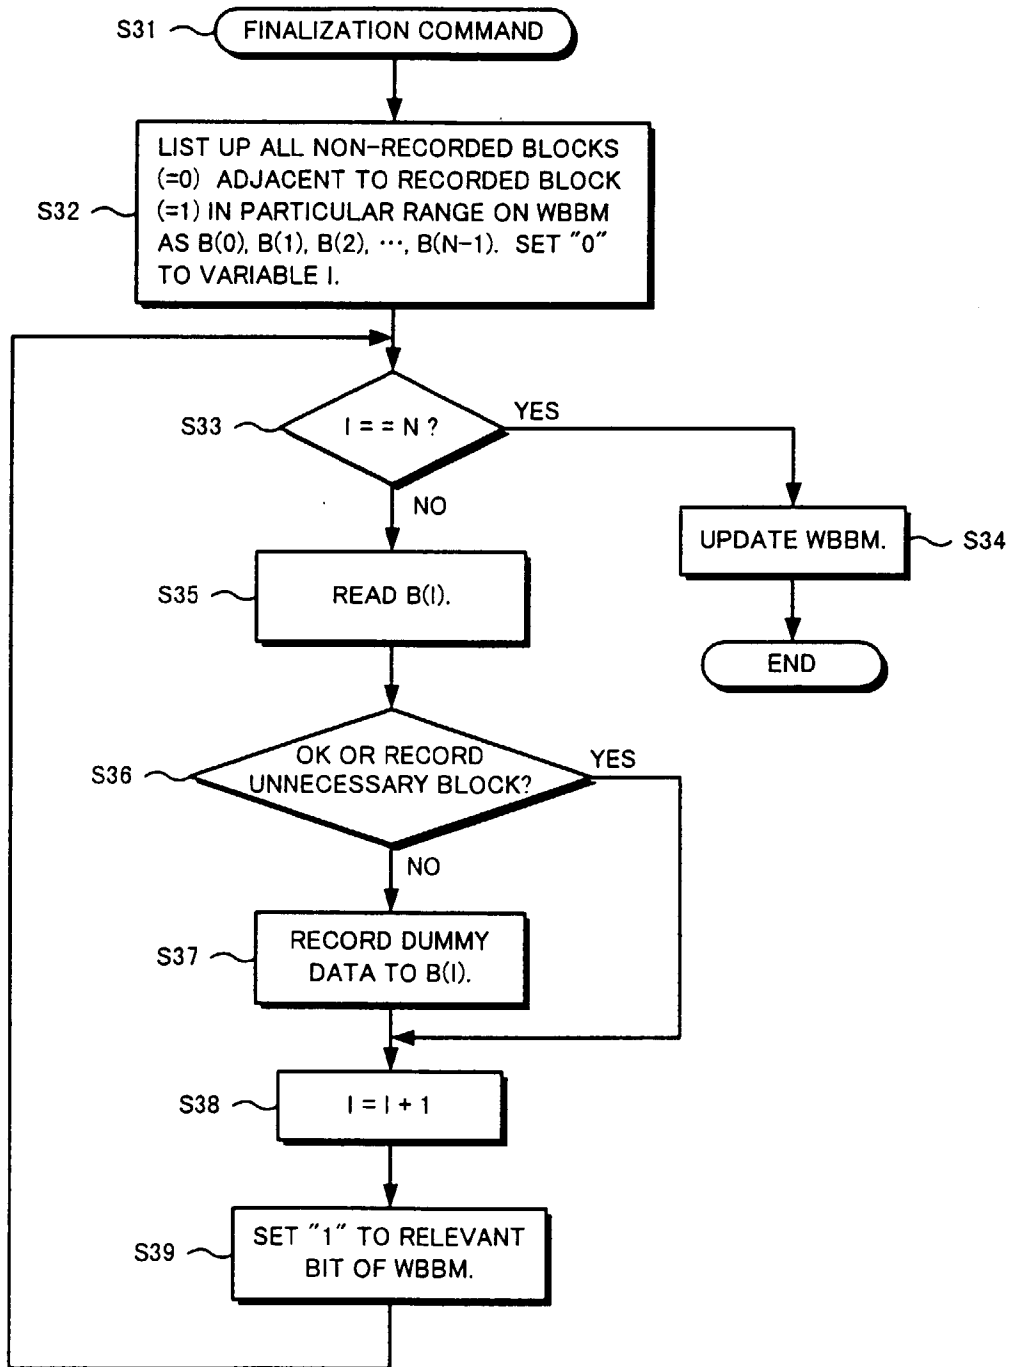 S31
FINALIZATION COMMAND
LIST UP ALL NON-RECORDED BLOCKS
(=0) ADJACENT TO RECORDED BLOCK
(=1) IN PARTICULAR RANGE ON WBBM
AS B(0), B(1), B(2), ···, B(N-1). SET "0"
TO VARIABLE I.
S32
S33
I = = N ?
YES
NO
UPDATE WBBM.
S34
S35
READ B(I).
END
S36
OK OR RECORD
UNNECESSARY BLOCK?
YES
NO
S37
RECORD DUMMY
DATA TO B(I).
S38
I = I + 1
S39
SET "1" TO RELEVANT
BIT OF WBBM.